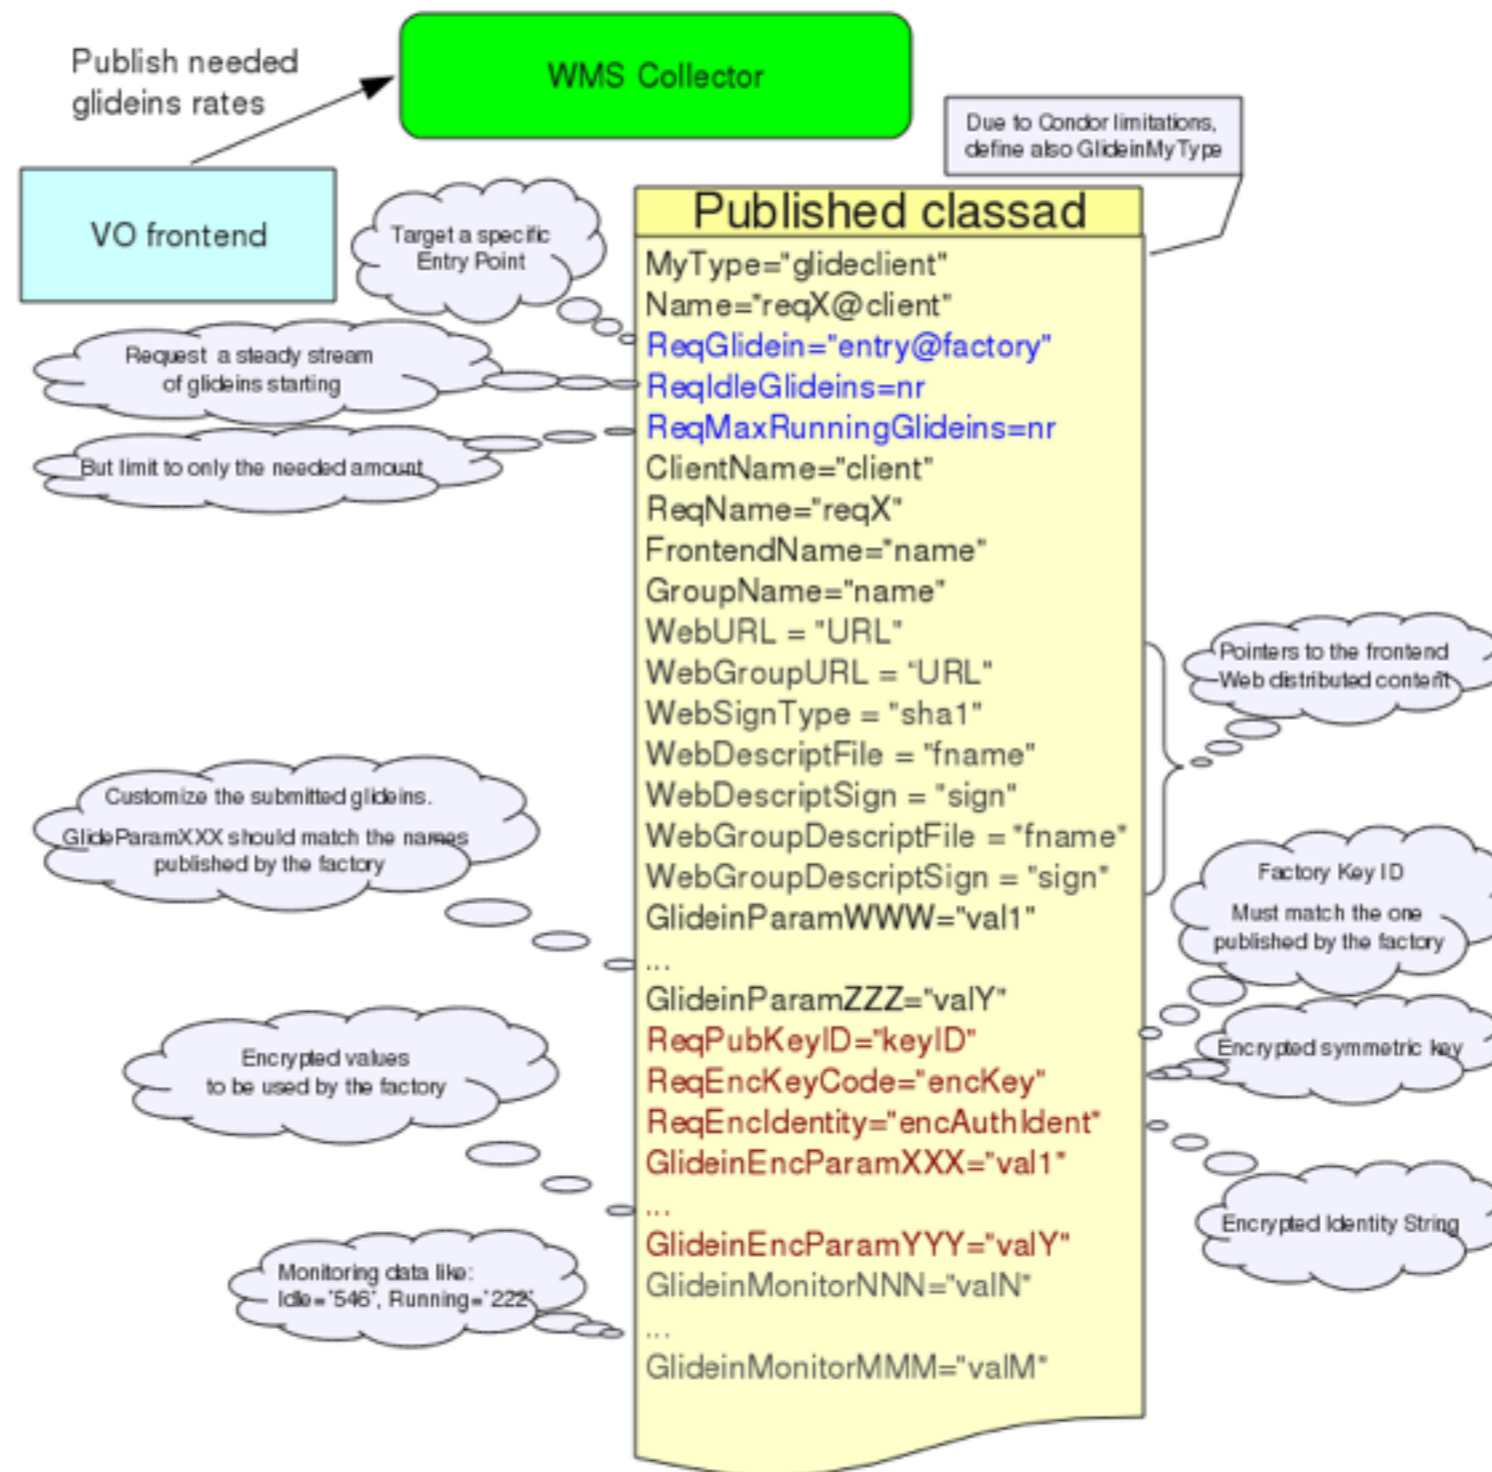 Publish needed
glideins rates
WMS Collector
Due to Condor limitations,
define also GlideinMyType
VO frontend
Target a specific
Entry Point
Request a steady stream
of glideins starting
But limit to only the needed amount
Published classad
MyType="glideclient"
Name="reqX@client"
ReqGlidein="entry@factory"
ReqIdleGlideins=nr
ReqMaxRunningGlideins=nr
ClientName="client"
ReqName="reqX"
FrontendName="name"
GroupName="name"
WebURL = "URL"
WebGroupURL = "URL"
WebSignType = "sha1"
WebDescriptFile = "fname"
WebDescriptSign = "sign"
WebGroupDescriptFile = "fname"
WebGroupDescriptSign = "sign"
GlideinParamWWW="val1"
...
GlideinParamZZZ="valY"
ReqPubKeyID="keyID"
ReqEncKeyCode="encKey"
ReqEncIdentity="encAuthIdent"
GlideinEncParamXXX="val1"
...
GlideinEncParamYYY="valY"
GlideinMonitorNNN="valN"
...
GlideinMonitorMMM="valM"
Pointers to the frontend
Web distributed content
Customize the submitted glideins.
GlideParamXXX should match the names
published by the factory
Factory Key ID
Must match the one
published by the factory
Encrypted values
to be used by the factory
Encrypted symmetric key
Encrypted Identity String
Monitoring data like:
Idle="546", Running="222"